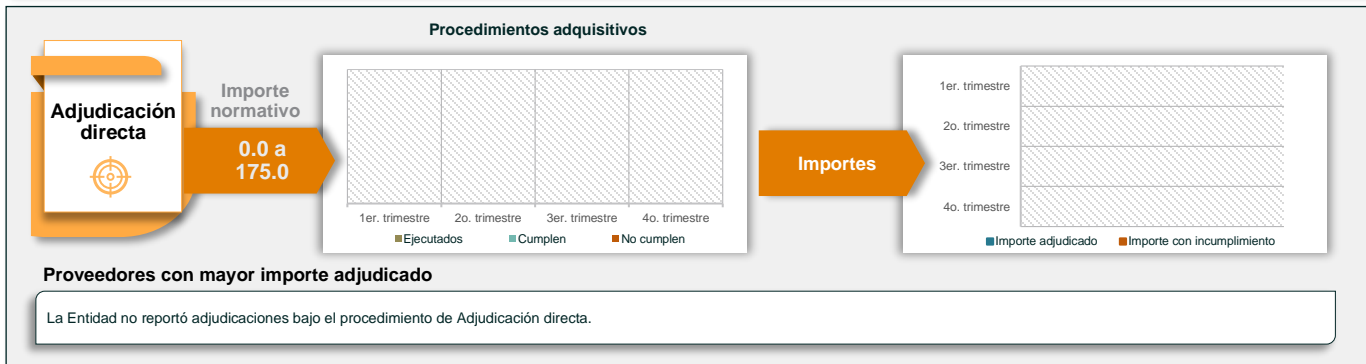 Procedimientos adquisitivos
Adjudicación
directa
Importe
normativo
0.0 a
175.0
1er. trimestre 2o. trimestre 3er. trimestre 4o. trimestre
Ejecutados Cumplen No cumplen
Importes
1er. trimestre
2o. trimestre
3er. trimestre
4o. trimestre
Importe adjudicado Importe con incumplimiento
Proveedores con mayor importe adjudicado
La Entidad no reportó adjudicaciones bajo el procedimiento de Adjudicación directa.